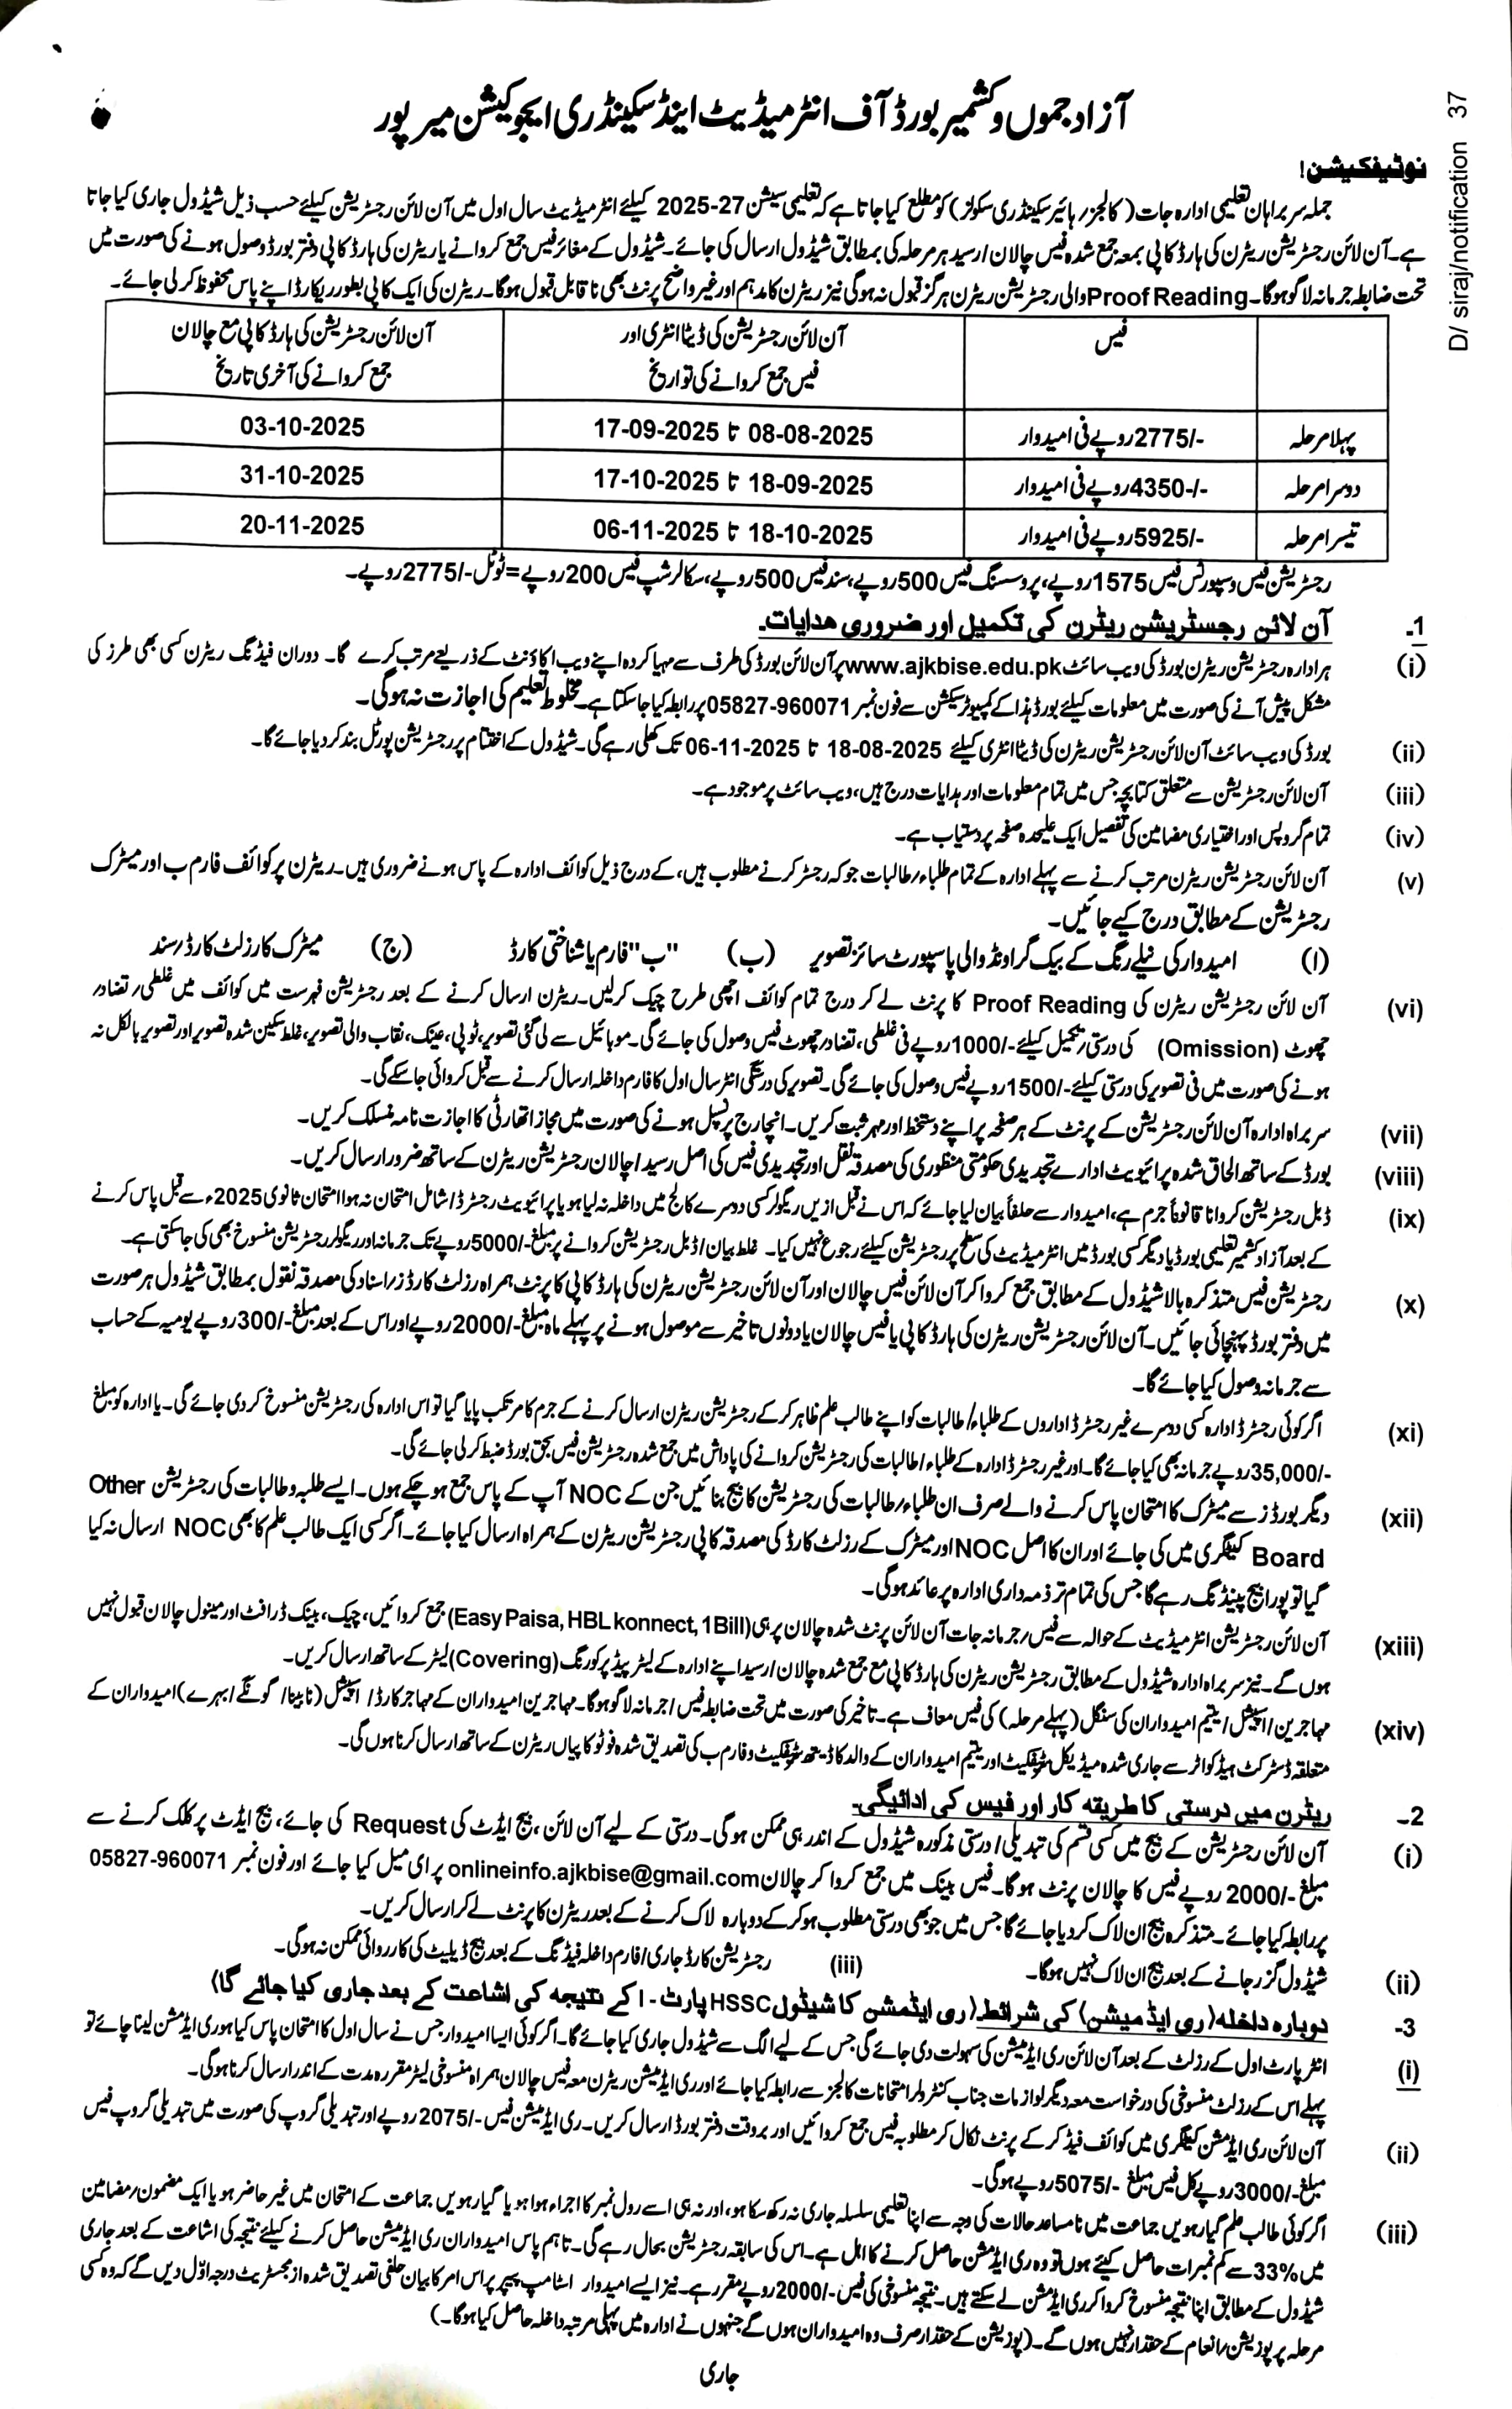 آزاد جموں و کشمیر بورڈ آف انٹرمیڈیٹ اینڈ سکینڈری ایجوکیشن میرپور
D/ siraj/notification 37
نوٹیفکیشن!
جملہ سربراہان تعلیمی ادارہ جات (کالجز/ہائیر سکینڈری سکولز) کو مطلع کیا جاتا ہے کہ تعلیمی سیشن 27-2025 کیلئے انٹرمیڈیٹ سال اول میں آن لائن رجسٹریشن کیلئے حسب ذیل شیڈول جاری کیا جاتا
ہے۔ آن لائن رجسٹریشن ریٹرن کی ہارڈ کاپی بمعہ جمع شدہ فیس چالان/رسید ہر مرحلہ کی بمطابق شیڈول ارسال کی جائے۔ شیڈول کے مغائر فیس جمع کروانے یا ریٹرن کی ہارڈ کاپی دفتر بورڈ وصول ہونے کی صورت میں
تحت ضابطہ جرمانہ لاگو ہوگا۔ Proof Reading والی رجسٹریشن ریٹرن ہرگز قبول نہ ہوگی نیز ریٹرن کا مدہم اور غیر واضح پرنٹ بھی ناقابل قبول ہوگا۔ ریٹرن کی ایک کاپی بطور ریکارڈ اپنے پاس محفوظ کر لی جائے۔
فیس
آن لائن رجسٹریشن کی ڈیٹا انٹری اور
فیس جمع کروانے کی تواریخ
آن لائن رجسٹریشن کی ہارڈ کاپی مع چالان
جمع کروانے کی آخری تاریخ
پہلا مرحلہ 2775/- روپے فی امیدوار 08-08-2025 تا 17-09-2025 03-10-2025
دوسرا مرحلہ 4350/- روپے فی امیدوار 18-09-2025 تا 17-10-2025 31-10-2025
تیسرا مرحلہ 5925/- روپے فی امیدوار 18-10-2025 تا 06-11-2025 20-11-2025
رجسٹریشن فیس و سپورٹس فیس 1575 روپے، پروسسنگ فیس 500 روپے، سند فیس 500 روپے، سکالرشپ فیس 200 روپے = ٹوٹل -/2775 روپے۔
1۔ آن لائن رجسٹریشن ریٹرن کی تکمیل اور ضروری ھدایات۔
(i) ہر ادارہ رجسٹریشن ریٹرن بورڈ کی ویب سائٹ www.ajkbise.edu.pk پر آن لائن بورڈ کی طرف سے مہیا کردہ اپنے ویب اکاؤنٹ کے ذریعے مرتب کرے گا۔ دوران فیڈنگ ریٹرن کسی بھی طرز کی
مشکل پیش آنے کی صورت میں معلومات کیلئے بورڈ ہذا کے کمپیوٹر سیکشن سے فون نمبر 05827-960071 پر رابطہ کیا جا سکتا ہے۔ مخلوط تعلیم کی اجازت نہ ہوگی۔
(ii) بورڈ کی ویب سائٹ آن لائن رجسٹریشن ریٹرن کی ڈیٹا انٹری کیلئے 18-08-2025 تا 06-11-2025 تک کھلی رہے گی۔ شیڈول کے اختتام پر رجسٹریشن پورٹل بند کر دیا جائے گا۔
(iii) آن لائن رجسٹریشن سے متعلق کتابچہ جس میں تمام معلومات اور ہدایات درج ہیں، ویب سائٹ پر موجود ہے۔
(iv) تمام گروپس اور اختیاری مضامین کی تفصیل ایک علیحدہ صفحہ پر دستیاب ہے۔
(v) آن لائن رجسٹریشن ریٹرن مرتب کرنے سے پہلے ادارہ کے تمام طلباء/طالبات جو کہ رجسٹر کرنے مطلوب ہیں، کے درج ذیل کوائف ادارہ کے پاس ہونے ضروری ہیں۔ ریٹرن پر کوائف فارم ب اور میٹرک
رجسٹریشن کے مطابق درج کیے جائیں۔
(ا) امیدوار کی نیلے رنگ کے بیک گراونڈ والی پاسپورٹ سائز تصویر (ب) "ب" فارم یا شناختی کارڈ (ج) میٹرک کا رزلٹ کارڈ/سند
(vi) آن لائن رجسٹریشن ریٹرن کی Proof Reading کا پرنٹ لے کر درج تمام کوائف اچھی طرح چیک کر لیں۔ ریٹرن ارسال کرنے کے بعد رجسٹریشن فہرست میں کوائف میں غلطی/تضاد/
چھوٹ (Omission) کی درستی/تکمیل کیلئے -/1000 روپے فی غلطی، تضاد/چھوٹ فیس وصول کی جائے گی۔ موبائیل سے لی گئی تصویر، ٹوپی، عینک، نقاب والی تصویر، غلط سکین شدہ تصویر اور تصویر بالکل نہ
ہونے کی صورت میں فی تصویر کی درستی کیلئے -/1500 روپے فیس وصول کی جائے گی۔ تصویر کی درستگی انٹر سال اول کا فارم داخلہ ارسال کرنے سے قبل کروائی جا سکے گی۔
(vii) سربراہ ادارہ آن لائن رجسٹریشن کے پرنٹ کے ہر صفحہ پر اپنے دستخط اور مہر ثبت کریں۔ انچارج پرنسپل ہونے کی صورت میں مجاز اتھارٹی کا اجازت نامہ منسلک کریں۔
(viii) بورڈ کے ساتھ الحاق شدہ پرائیویٹ ادارے تجدیدی حکومتی منظوری کی مصدقہ نقل اور تجدیدی فیس کی اصل رسید/چالان رجسٹریشن ریٹرن کے ساتھ ضرور ارسال کریں۔
(ix) ڈبل رجسٹریشن کروانا قانوناً جرم ہے، امیدوار سے حلفاً بیان لیا جائے کہ اس نے قبل ازیں ریگولر کسی دوسرے کالج میں داخلہ نہ لیا ہو یا پرائیویٹ رجسٹرڈ/شامل امتحان نہ ہوا امتحان ثانوی 2025ء سے قبل پاس کرنے
کے بعد آزاد کشمیر تعلیمی بورڈ یا دیگر کسی بورڈ میں انٹرمیڈیٹ کی سطح پر رجسٹریشن کیلئے رجوع نہیں کیا۔ غلط بیان/ڈبل رجسٹریشن کروانے پر مبلغ -/5000 روپے تک جرمانہ اور ریگولر رجسٹریشن منسوخ بھی کی جا سکتی ہے۔
(x) رجسٹریشن فیس متذکرہ بالا شیڈول کے مطابق جمع کروا کر آن لائن فیس چالان اور آن لائن رجسٹریشن ریٹرن کی ہارڈ کاپی کا پرنٹ ہمراہ رزلٹ کارڈز/اسناد کی مصدقہ نقول بمطابق شیڈول ہر صورت
میں دفتر بورڈ پہنچائی جائیں۔ آن لائن رجسٹریشن ریٹرن کی ہارڈ کاپی یا فیس چالان یا دونوں تاخیر سے موصول ہونے پر پہلے ماہ مبلغ -/2000 روپے اور اس کے بعد مبلغ -/300 روپے یومیہ کے حساب
سے جرمانہ وصول کیا جائے گا۔
(xi) اگر کوئی رجسٹرڈ ادارہ کسی دوسرے غیر رجسٹرڈ اداروں کے طلباء/طالبات کو اپنے طالب علم ظاہر کر کے رجسٹریشن ریٹرن ارسال کرنے کے جرم کا مرتکب پایا گیا تو اس ادارہ کی رجسٹریشن منسوخ کر دی جائے گی۔ یا ادارہ کو مبلغ
-/35,000 روپے جرمانہ بھی کیا جائے گا۔ اور غیر رجسٹرڈ ادارہ کے طلباء/طالبات کی رجسٹریشن کروانے کی پاداش میں جمع شدہ رجسٹریشن فیس بحق بورڈ ضبط کر لی جائے گی۔
(xii) دیگر بورڈز سے میٹرک کا امتحان پاس کرنے والے صرف ان طلباء/طالبات کی رجسٹریشن کا بیچ بنائیں جن کے NOC آپ کے پاس جمع ہو چکے ہوں۔ ایسے طلبہ و طالبات کی رجسٹریشن Other
Board کیٹگری میں کی جائے اور ان کا اصل NOC اور میٹرک کے رزلٹ کارڈ کی مصدقہ کاپی رجسٹریشن ریٹرن کے ہمراہ ارسال کیا جائے۔ اگر کسی ایک طالب علم کا بھی NOC ارسال نہ کیا
گیا تو پورا بیچ پینڈنگ رہے گا جس کی تمام تر ذمہ داری ادارہ پر عائد ہوگی۔
(xiii) آن لائن رجسٹریشن انٹرمیڈیٹ کے حوالہ سے فیس/جرمانہ جات آن لائن پرنٹ شدہ چالان پر ہی (Easy Paisa, HBL konnect, 1Bill) جمع کروائیں، چیک، بینک ڈرافٹ اور مینول چالان قبول نہیں
ہوں گے۔ نیز سربراہ ادارہ شیڈول کے مطابق رجسٹریشن ریٹرن کی ہارڈ کاپی مع جمع شدہ چالان/رسید اپنے ادارہ کے لیٹر پیڈ پر کورنگ (Covering) لیٹر کے ساتھ ارسال کریں۔
(xiv) مہاجرین/اسپیشل/یتیم امیدواران کی سنگل (پہلے مرحلہ) کی فیس معاف ہے۔ تاخیر کی صورت میں تحت ضابطہ فیس/جرمانہ لاگو ہوگا۔ مہاجرین امیدواران کے مہاجر کارڈ/اسپیشل (نابینا/گونگے/بہرے) امیدواران کے
متعلقہ ڈسٹرکٹ ہیڈکواٹر سے جاری شدہ میڈیکل سرٹیفکیٹ اور یتیم امیدواران کے والد کا ڈیتھ سرٹیفکیٹ و فارم ب کی تصدیق شدہ فوٹو کاپیاں ریٹرن کے ساتھ ارسال کرنا ہوں گی۔
2۔ ریٹرن میں درستی کا طریقہ کار اور فیس کی ادائیگی۔
(i) آن لائن رجسٹریشن کے بیچ میں کسی قسم کی تبدیلی/درستی مذکورہ شیڈول کے اندر ہی ممکن ہوگی۔ درستی کے لیے آن لائن، بیچ ایڈٹ کی Request کی جائے، بیچ ایڈٹ پر کلک کرنے سے
مبلغ -/2000 روپے فیس کا چالان پرنٹ ہوگا۔ فیس بینک میں جمع کروا کر چالان onlineinfo.ajkbise@gmail.com پر ای میل کیا جائے اور فون نمبر 05827-960071
پر رابطہ کیا جائے۔ متذکرہ بیچ ان لاک کر دیا جائے گا جس میں جو بھی درستی مطلوب ہو کر کے دوبارہ لاک کرنے کے بعد ریٹرن کا پرنٹ لے کر ارسال کریں۔
(ii) شیڈول گزر جانے کے بعد بیچ ان لاک نہیں ہوگا۔ (iii) رجسٹریشن کارڈ جاری/فارم داخلہ فیڈنگ کے بعد بیچ ڈیلیٹ کی کارروائی ممکن نہ ہوگی۔
3- دوبارہ داخلہ (ری ایڈمیشن) کی شرائط۔ (ری ایڈمشن کا شیڈول HSSC پارٹ-I کے نتیجہ کی اشاعت کے بعد جاری کیا جائے گا)
(i) انٹر پارٹ اول کے رزلٹ کے بعد آن لائن ری ایڈمیشن کی سہولت دی جائے گی جس کے لیے الگ سے شیڈول جاری کیا جائے گا۔ اگر کوئی ایسا امیدوار جس نے سال اول کا امتحان پاس کیا ہو ری ایڈمشن لینا چاہے تو
پہلے اس کے رزلٹ منسوخی کی درخواست معہ دیگر لوازمات جناب کنٹرولر امتحانات کالجز سے رابطہ کیا جائے اور ری ایڈمیشن ریٹرن معہ فیس چالان ہمراہ منسوخی لیٹر مقررہ مدت کے اندر ارسال کرنا ہوگی۔
(ii) آن لائن ری ایڈمشن کیٹگری میں کوائف فیڈ کر کے پرنٹ نکال کر مطلوبہ فیس جمع کروائیں اور بروقت دفتر بورڈ ارسال کریں۔ ری ایڈمیشن فیس -/2075 روپے اور تبدیلی گروپ کی صورت میں تبدیلی گروپ فیس
مبلغ -/3000 روپے کل فیس مبلغ -/5075 روپے ہوگی۔
(iii) اگر کوئی طالب علم گیارہویں جماعت میں نامساعد حالات کی وجہ سے اپنا تعلیمی سلسلہ جاری نہ رکھ سکا ہو، اور نہ ہی اسے رول نمبر کا اجراء ہوا ہو یا گیارہویں جماعت کے امتحان میں غیر حاضر ہو یا ایک مضمون/مضامین
میں 33% سے کم نمبرات حاصل کیئے ہوں تو وہ ری ایڈمشن حاصل کرنے کا اہل ہے۔ اس کی سابقہ رجسٹریشن بحال رہے گی۔ تاہم پاس امیدواران ری ایڈمیشن حاصل کرنے کیلئے نتیجہ کی اشاعت کے بعد جاری
شیڈول کے مطابق اپنا نتیجہ منسوخ کروا کر ری ایڈمشن لے سکتے ہیں۔ نتیجہ منسوخی کی فیس -/2000 روپے مقرر ہے۔ نیز ایسے امیدوار اسٹامپ پیپر پر اس امر کا بیان حلفی تصدیق شدہ از مجسٹریٹ درجہ اوّل دیں گے کہ وہ کسی
مرحلہ پر پوزیشن/انعام کے حقدار نہیں ہوں گے۔ (پوزیشن کے حقدار صرف وہ امیدواران ہوں گے جنہوں نے ادارہ میں پہلی مرتبہ داخلہ حاصل کیا ہوگا۔)
جاری